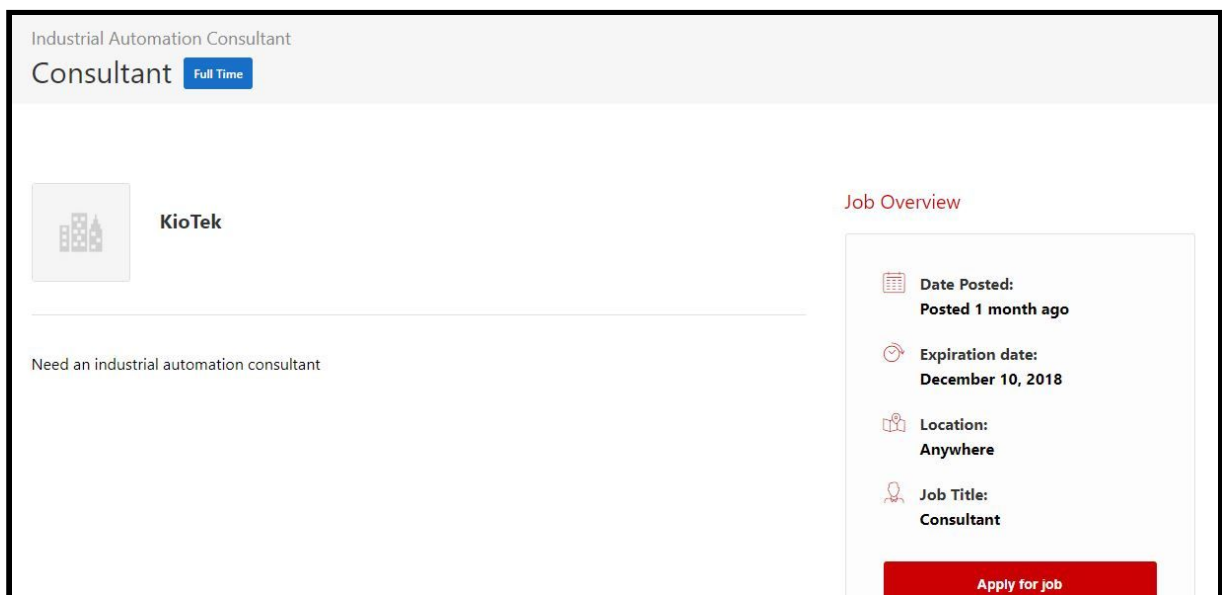 Industrial Automation Consultant
Consultant Full Time
KioTek
Need an industrial automation consultant
Job Overview
Date Posted:
Posted 1 month ago
Expiration date:
December 10, 2018
Location:
Anywhere
Job Title:
Consultant
Apply for job